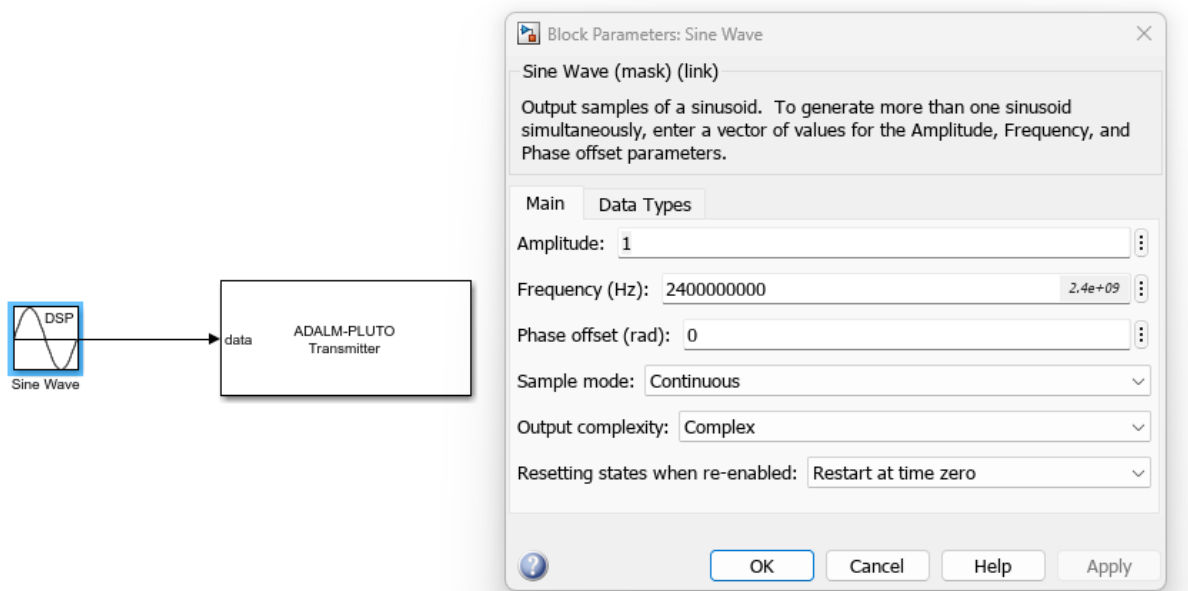 DSP
Sine Wave
data
ADALM-PLUTO
Transmitter
Block Parameters: Sine Wave
Sine Wave (mask) (link)
Output samples of a sinusoid.  To generate more than one sinusoid
simultaneously, enter a vector of values for the Amplitude, Frequency, and
Phase offset parameters.
Main Data Types
Amplitude: 1
Frequency (Hz): 2400000000 2.4e+09
Phase offset (rad): 0
Sample mode: Continuous
Output complexity: Complex
Resetting states when re-enabled: Restart at time zero
? OK Cancel Help Apply